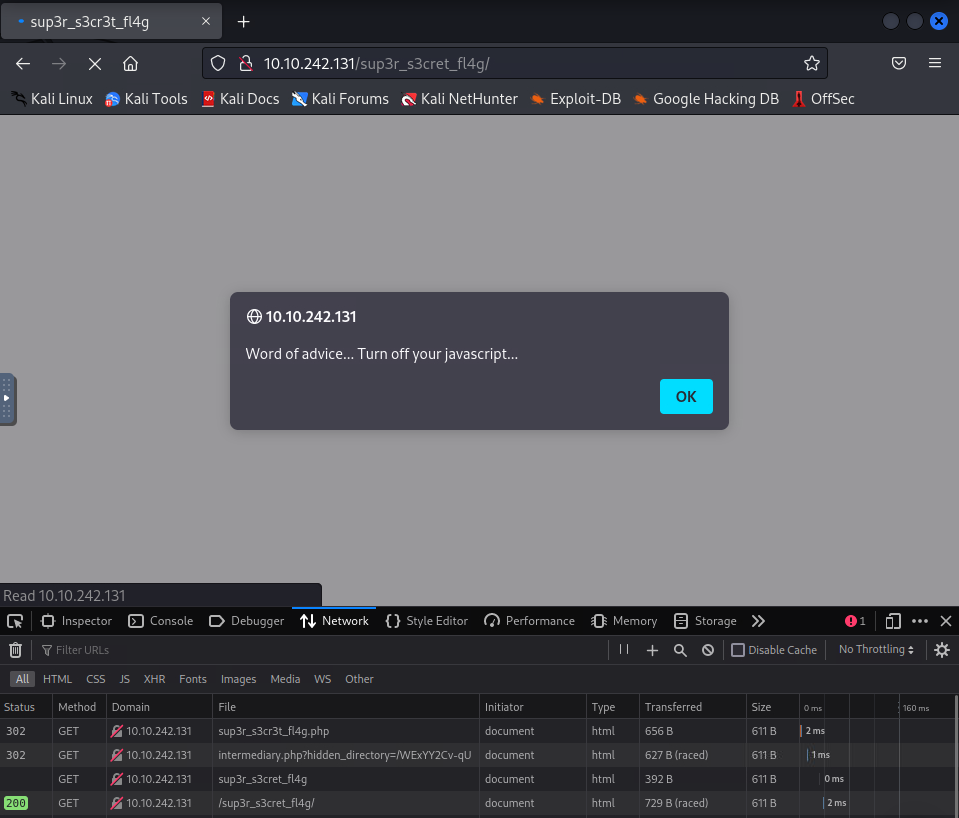 sup3r_s3cr3t_fl4g
10.10.242.131/sup3r_s3cret_fl4g/
Kali Linux Kali Tools Kali Docs Kali Forums Kali NetHunter Exploit-DB Google Hacking DB OffSec
10.10.242.131
Word of advice... Turn off your javascript...
OK
Read 10.10.242.131
Inspector Console Debugger Network Style Editor Performance Memory Storage 1
Filter URLs Disable Cache No Throttling
All HTML CSS JS XHR Fonts Images Media WS Other
Status Method Domain File Initiator Type Transferred Size 0 ms 160 ms
302 GET 10.10.242.131 sup3r_s3cr3t_fl4g.php document html 656 B 611 B 2 ms
302 GET 10.10.242.131 intermediary.php?hidden_directory=/WExYY2Cv-qU document html 627 B (raced) 611 B 1 ms
GET 10.10.242.131 sup3r_s3cret_fl4g document html 392 B 611 B 0 ms
200 GET 10.10.242.131 /sup3r_s3cret_fl4g/ document html 729 B (raced) 611 B 2 ms